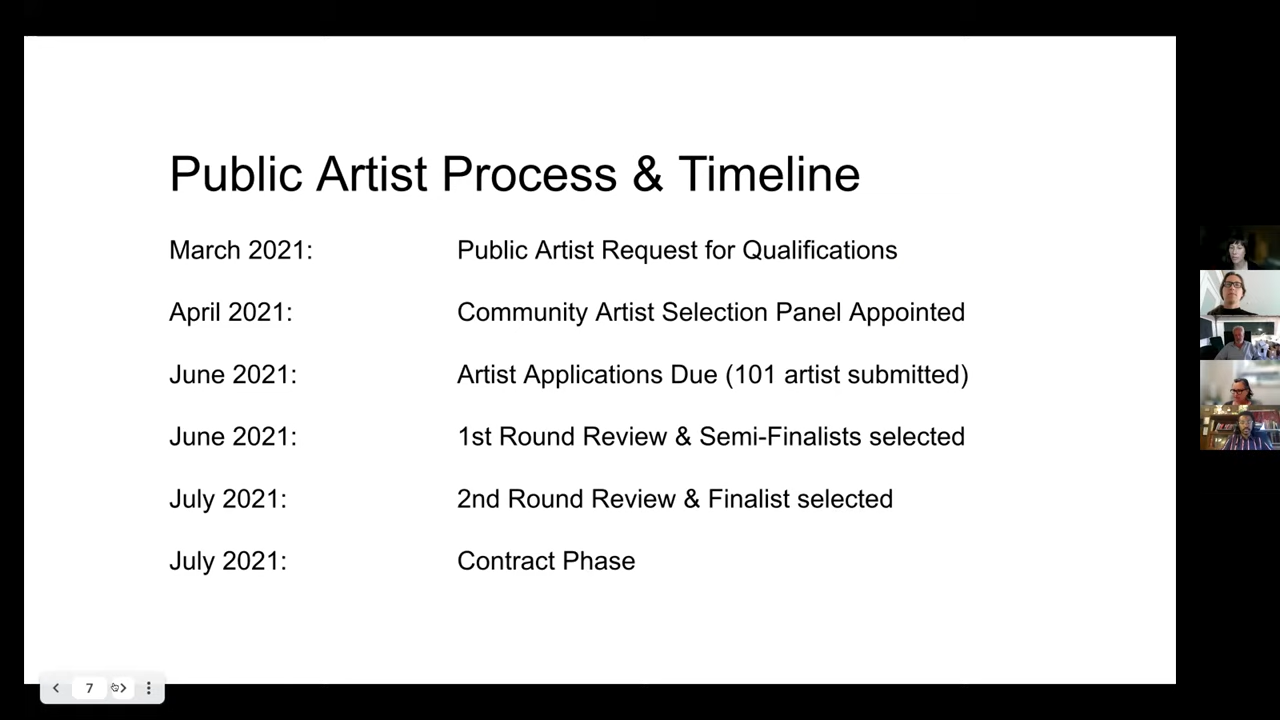 Public Artist Process & Timeline
March 2021: Public Artist Request for Qualifications
April 2021: Community Artist Selection Panel Appointed
June 2021: Artist Applications Due (101 artist submitted)
June 2021: 1st Round Review & Semi-Finalists selected
July 2021: 2nd Round Review & Finalist selected
July 2021: Contract Phase
7